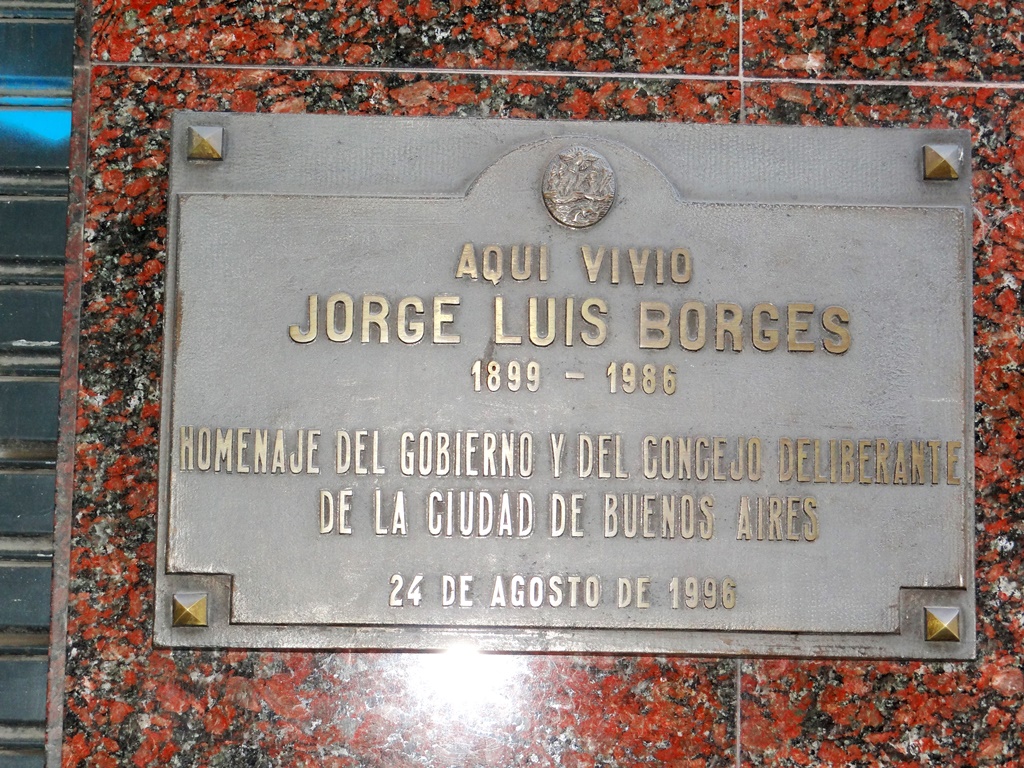 AQUI VIVIO
JORGE LUIS BORGES
1899 - 1986
HOMENAJE DEL GOBIERNO Y DEL CONCEJO DELIBERANTE
DE LA CIUDAD DE BUENOS AIRES
24 DE AGOSTO DE 1996